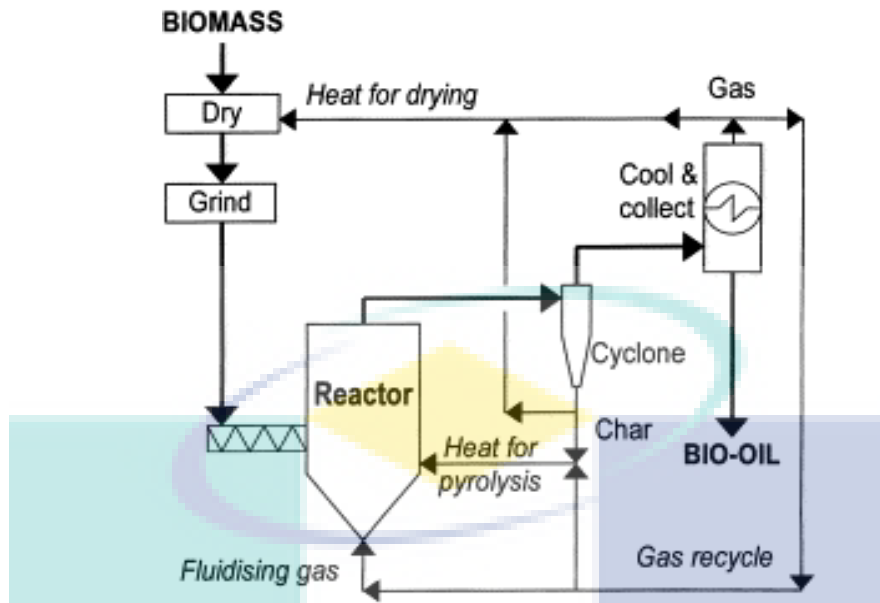 BIOMASS
Dry
Heat for drying
Gas
Grind
Cool &
collect
Cyclone
Reactor
Char
Heat for
pyrolysis
BIO-OIL
Fluidising gas
Gas recycle